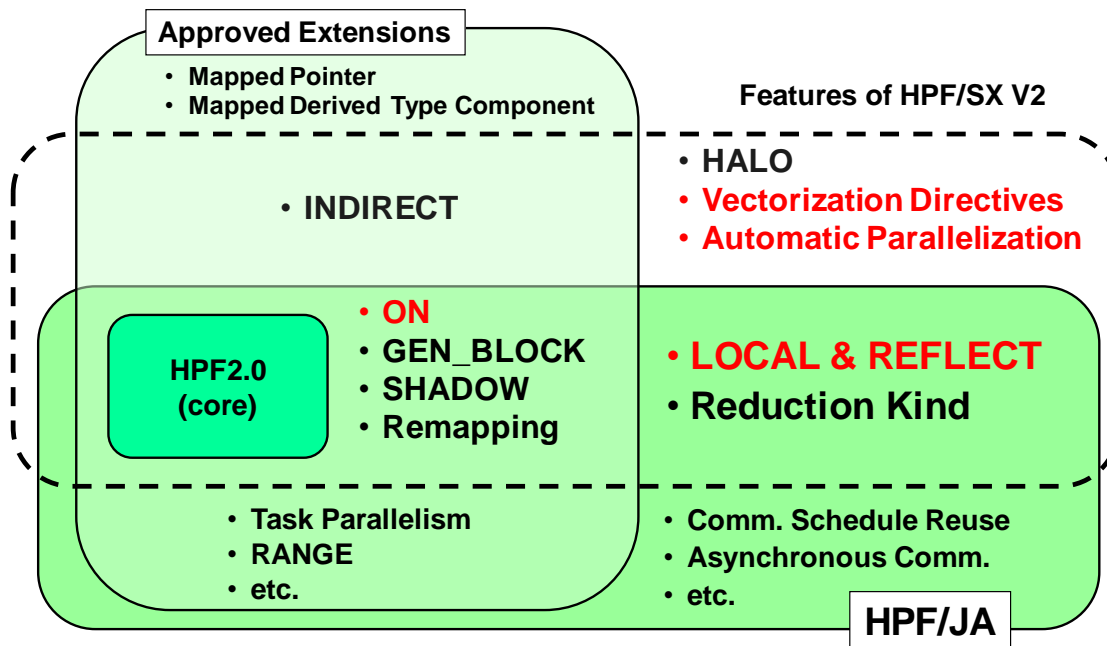 Approved Extensions
• Mapped Pointer
• Mapped Derived Type Component
Features of HPF/SX V2
• HALO
• Vectorization Directives
• Automatic Parallelization
• INDIRECT
HPF2.0
(core)
• ON
• GEN_BLOCK
• SHADOW
• Remapping
• LOCAL & REFLECT
• Reduction Kind
• Task Parallelism
• RANGE
• etc.
• Comm. Schedule Reuse
• Asynchronous Comm.
• etc.
HPF/JA